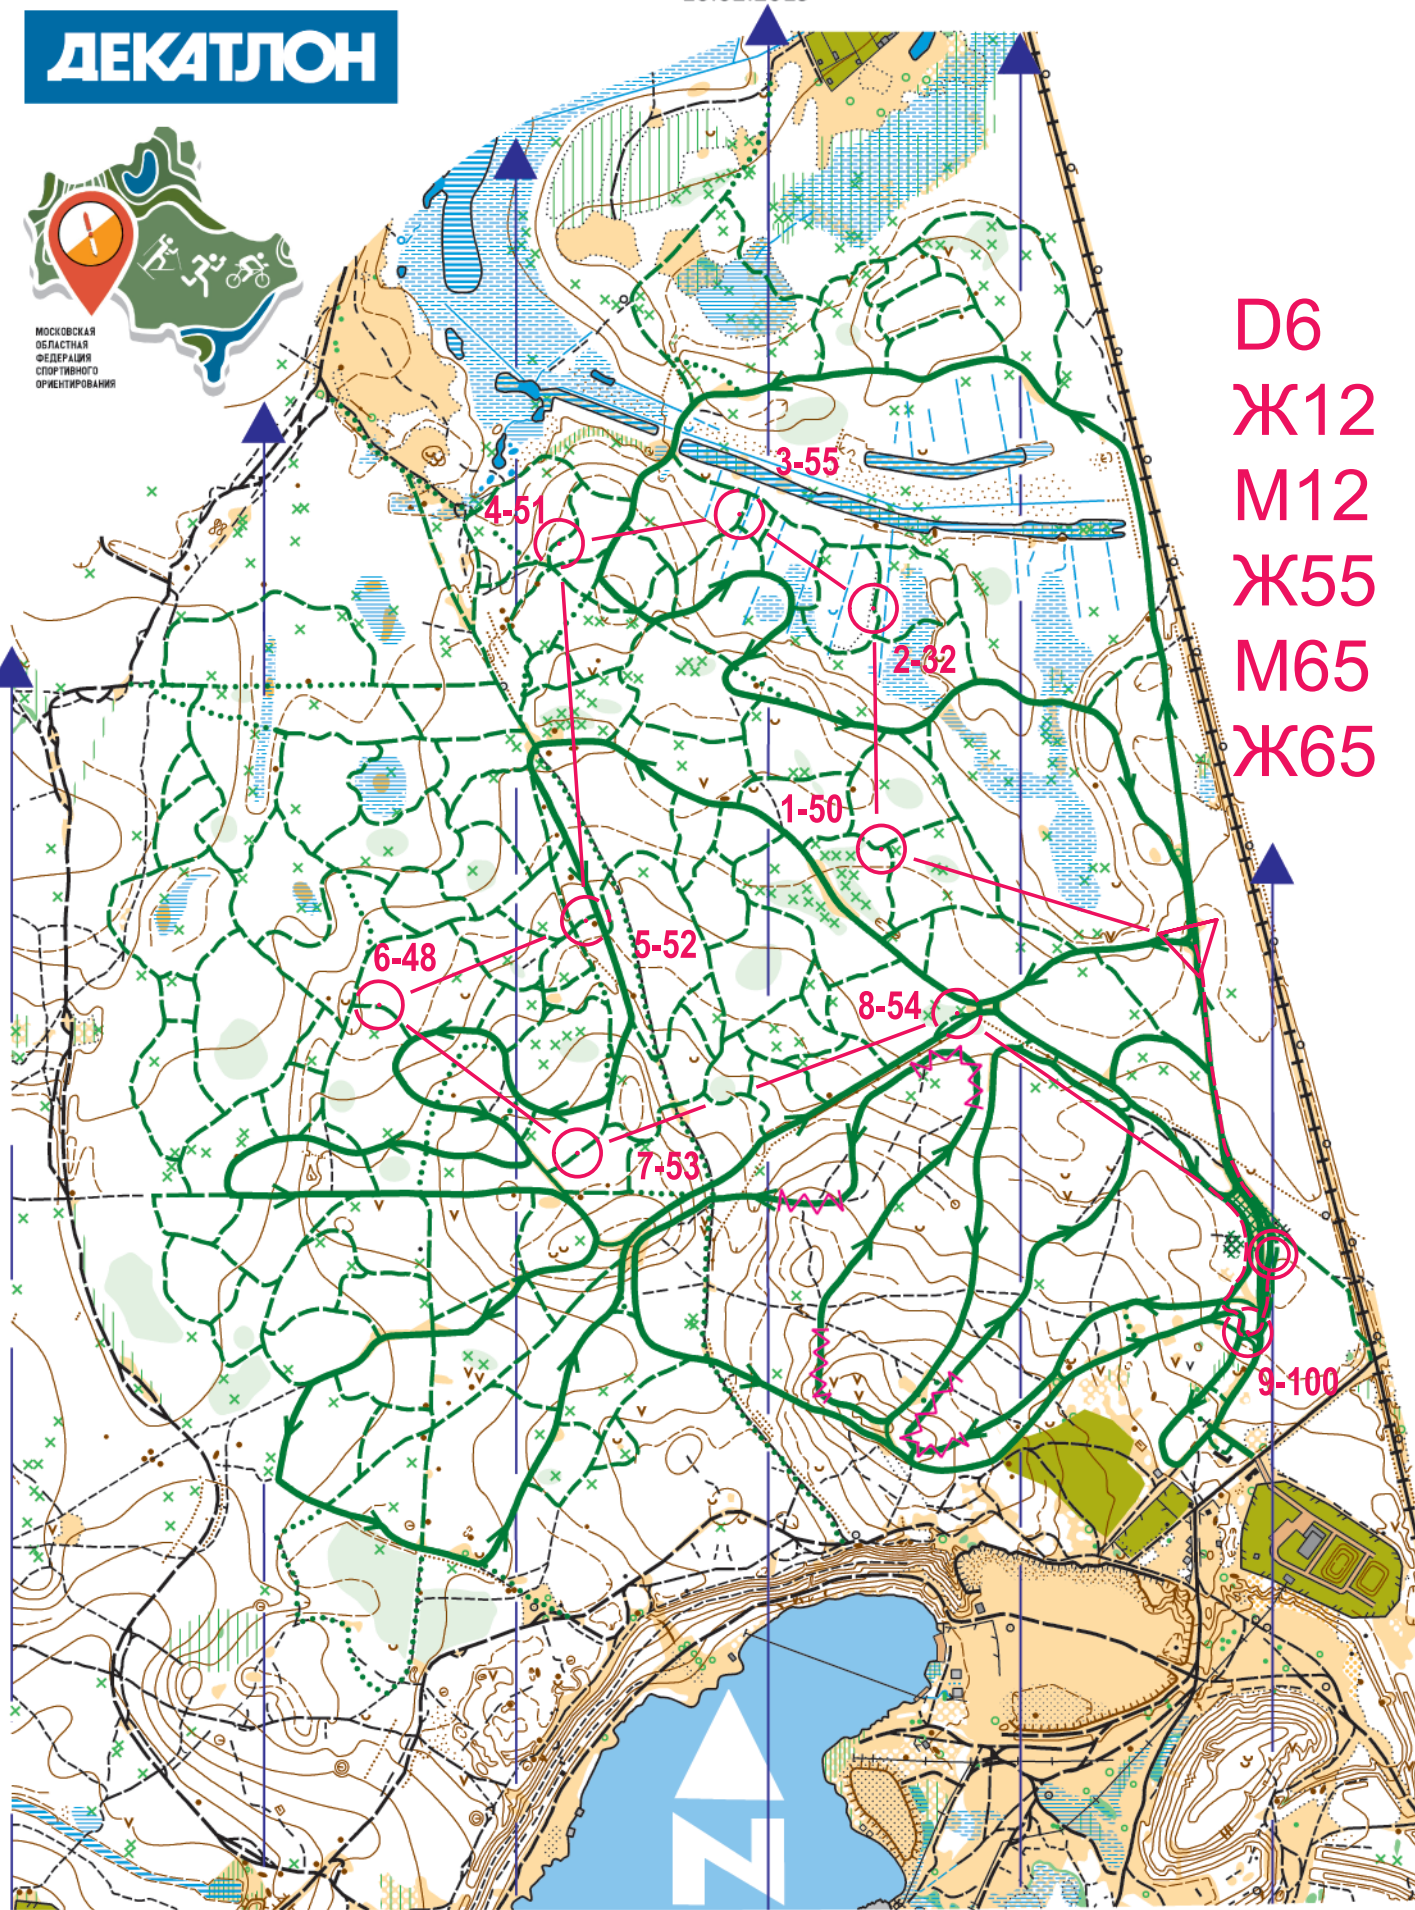 ДЕКАТЛОН
МОСКОВСКАЯ
ОБЛАСТНАЯ
ФЕДЕРАЦИЯ
СПОРТИВНОГО
ОРИЕНТИРОВАНИЯ
D6
Ж12
М12
Ж55
М65
Ж65
3-55
4-51
2-32
1-50
5-52
6-48
8-54
7-53
9-100
N